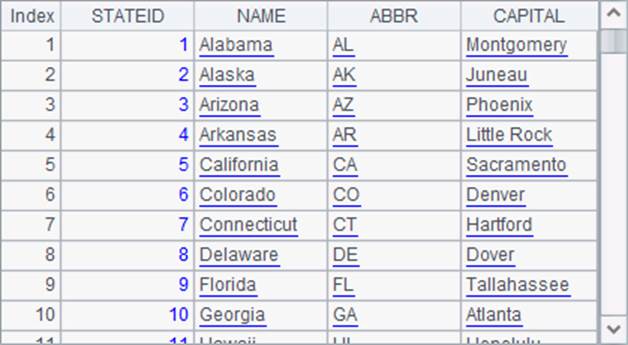 Index STATEID NAME ABBR CAPITAL
1 1 Alabama AL Montgomery
2 2 Alaska AK Juneau
3 3 Arizona AZ Phoenix
4 4 Arkansas AR Little Rock
5 5 California CA Sacramento
6 6 Colorado CO Denver
7 7 Connecticut CT Hartford
8 8 Delaware DE Dover
9 9 Florida FL Tallahassee
10 10 Georgia GA Atlanta
11 11 Hawaii HI Honolulu